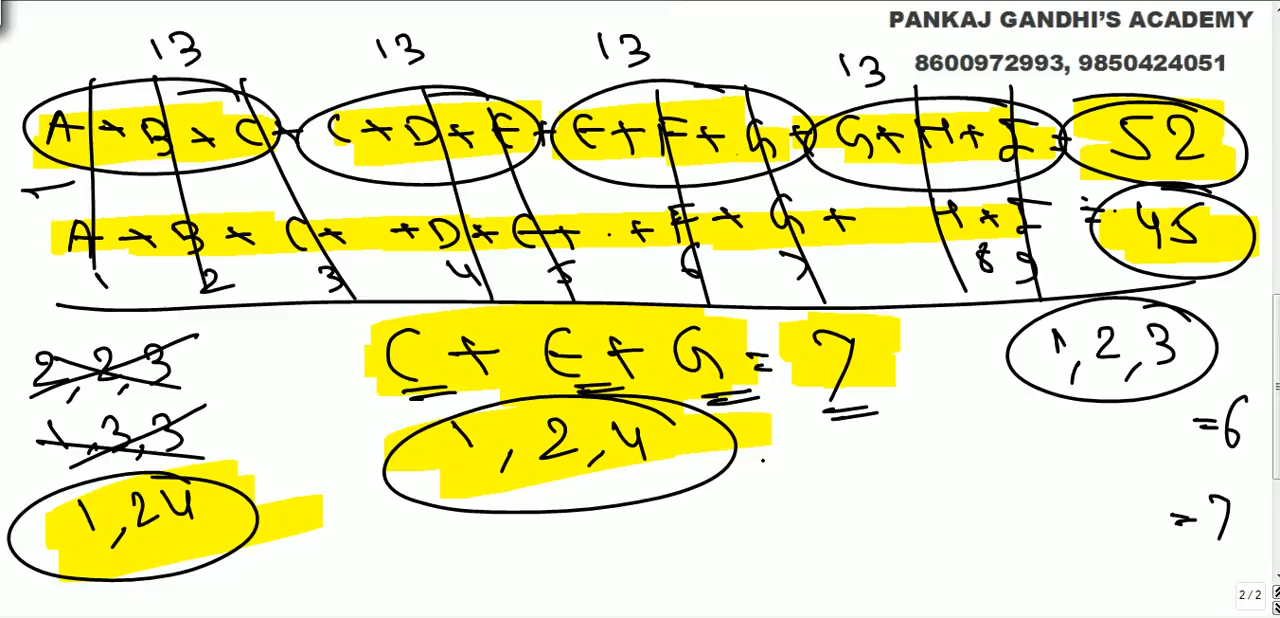 PANKAJ GANDHI'S ACADEMY
8600972993, 9850424051
13 13 13 13
A + B + C + C + D + E + E + F + G + G + H + I = 52
A + B + C + + D + E + . + F + G + H + I = 45
1 2 3 4 5 6 7 8 9
2, 2, 3
C + E + G = 7
1, 2, 3
= 6
1, 3, 3
1, 2, 4
1, 2 4
= 7
2 / 2